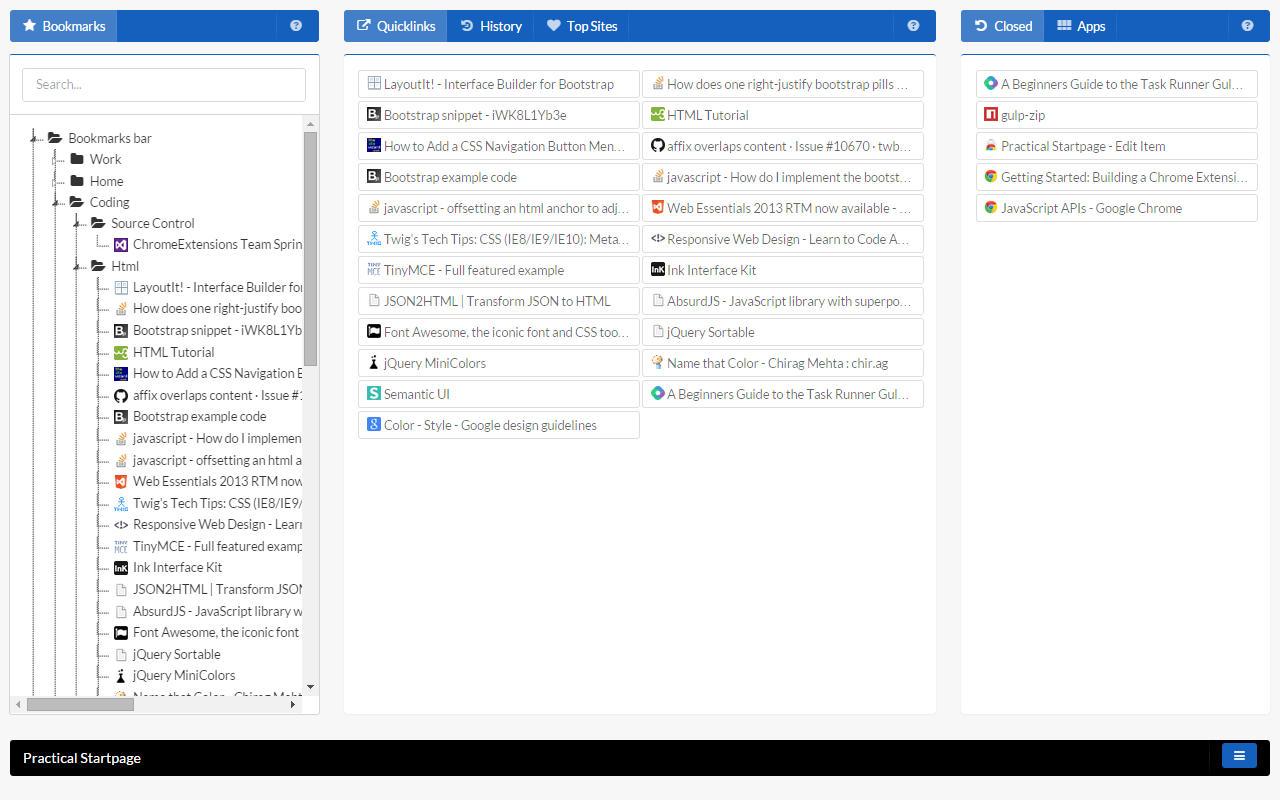 Bookmarks
Search...
Bookmarks bar
Work
Home
Coding
Source Control
ChromeExtensions Team Sprin
Html
LayoutIt! - Interface Builder for
How does one right-justify boo
Bootstrap snippet - iWK8L1Yb
HTML Tutorial
How to Add a CSS Navigation B
affix overlaps content · Issue #1
Bootstrap example code
javascript - How do I implemen
javascript - offsetting an html a
Web Essentials 2013 RTM now
Twig's Tech Tips: CSS (IE8/IE9/
Responsive Web Design - Learn
TinyMCE - Full featured examp
Ink Interface Kit
JSON2HTML | Transform JSON
AbsurdJS - JavaScript library w
Font Awesome, the iconic font
jQuery Sortable
jQuery MiniColors
Name that Color - Chirag Meht
Quicklinks History Top Sites
LayoutIt! - Interface Builder for Bootstrap
How does one right-justify bootstrap pills ...
Bootstrap snippet - iWK8L1Yb3e
HTML Tutorial
How to Add a CSS Navigation Button Men...
affix overlaps content · Issue #10670 · twb...
Bootstrap example code
javascript - How do I implement the bootst...
javascript - offsetting an html anchor to adj...
Web Essentials 2013 RTM now available - ...
Twig's Tech Tips: CSS (IE8/IE9/IE10): Meta...
Responsive Web Design - Learn to Code A...
TinyMCE - Full featured example
Ink Interface Kit
JSON2HTML | Transform JSON to HTML
AbsurdJS - JavaScript library with superpo...
Font Awesome, the iconic font and CSS too...
jQuery Sortable
jQuery MiniColors
Name that Color - Chirag Mehta : chir.ag
Semantic UI
A Beginners Guide to the Task Runner Gul...
Color - Style - Google design guidelines
Closed Apps
A Beginners Guide to the Task Runner Gul...
gulp-zip
Practical Startpage - Edit Item
Getting Started: Building a Chrome Extensi...
JavaScript APIs - Google Chrome
Practical Startpage